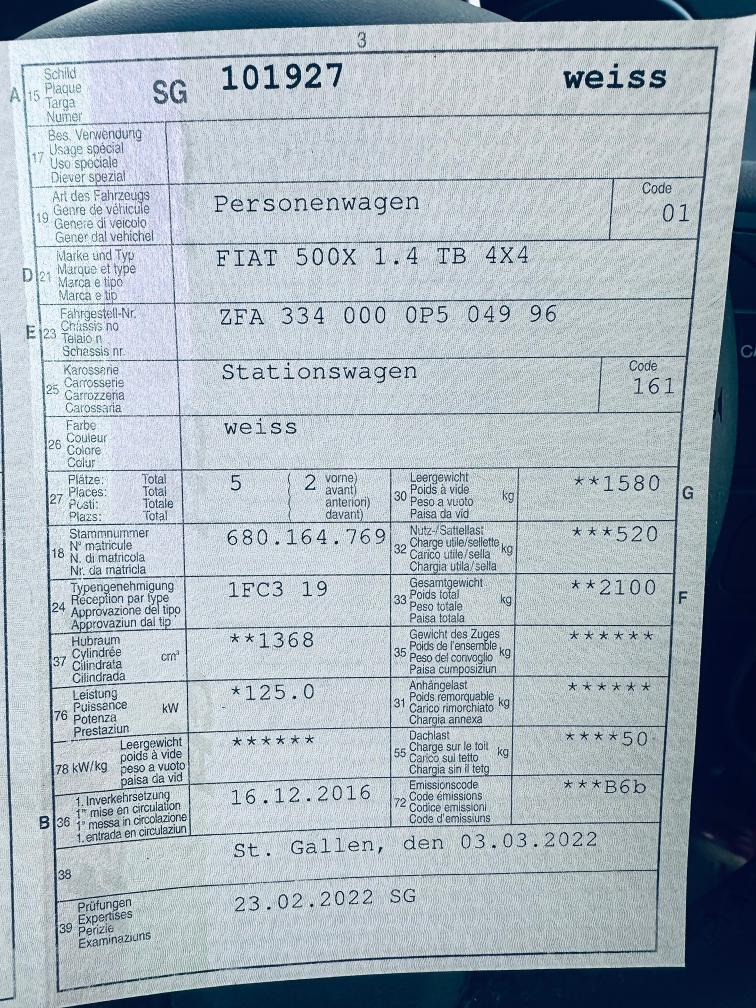 3
A 15 Schild
Plaque
Targa
Numer
SG 101927 weiss
17 Bes. Verwendung
Usage spécial
Uso speciale
Diever spezial
19 Art des Fahrzeugs
Genre de véhicule
Genere di veicolo
Gener dal vehichel
Personenwagen
Code
01
D 21 Marke und Typ
Marque et type
Marca e tipo
Marca e tip
FIAT 500X 1.4 TB 4X4
E 23 Fahrgestell-Nr.
Châssis no
Telaio n
Schassis nr.
ZFA 334 000 0P5 049 96
25 Karosserie
Carrosserie
Carrozzeria
Carossaria
Stationswagen
Code
161
26 Farbe
Couleur
Colore
Colur
weiss
27 Plätze: Total
Places: Total
Posti: Totale
Plazs: Total
5 ( 2 vorne)
avant)
anteriori)
davant)
30 Leergewicht
Poids à vide
Peso a vuoto
Paisa da vid
kg
**1580
G
18 Stammnummer
N° matricule
N. di matricola
Nr. da matricla
680.164.769
32 Nutz-/Sattellast
Charge utile/sellette
Carico utile/sella
Chargia utila/sella
kg
***520
24 Typengenehmigung
Réception par type
Approvazione del tipo
Approvaziun dal tip
1FC3 19
33 Gesamtgewicht
Poids total
Peso totale
Paisa totala
kg
**2100
F
37 Hubraum
Cylindrée
Cilindrata
Cilindrada
cm³
**1368
35 Gewicht des Zuges
Poids de l'ensemble
Peso del convoglio
Paisa cumposiziun
kg
******
76 Leistung
Puissance
Potenza
Prestaziun
kW
*125.0
31 Anhängelast
Poids remorquable
Carico rimorchiato
Chargia annexa
kg
******
78 kW/kg Leergewicht
poids à vide
peso a vuoto
paisa da vid
******
55 Dachlast
Charge sur le toit
Carico sul tetto
Chargia sin il tetg
kg
****50
B 36 1. Inverkehrsetzung
1re mise en circulation
1a messa in circolazione
1. entrada en circulaziun
16.12.2016
72 Emissionscode
Code émissions
Codice emissioni
Code d'emissiuns
***B6b
38
St. Gallen, den 03.03.2022
39 Prüfungen
Expertises
Perizie
Examinaziuns
23.02.2022 SG